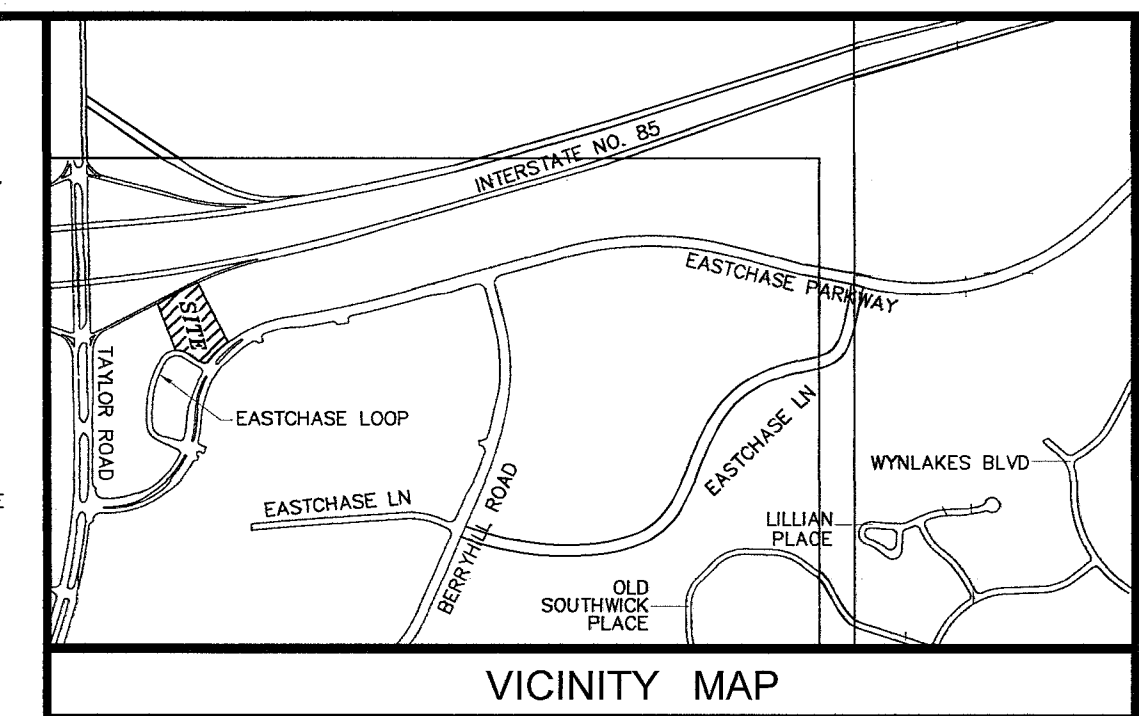 INTERSTATE NO. 85
EASTCHASE PARKWAY
SITE
TAYLOR ROAD
EASTCHASE LOOP
EASTCHASE LN
EASTCHASE LN
BERRYHILL ROAD
WYNLAKES BLVD
LILLIAN
PLACE
OLD
SOUTHWICK
PLACE
VICINITY MAP